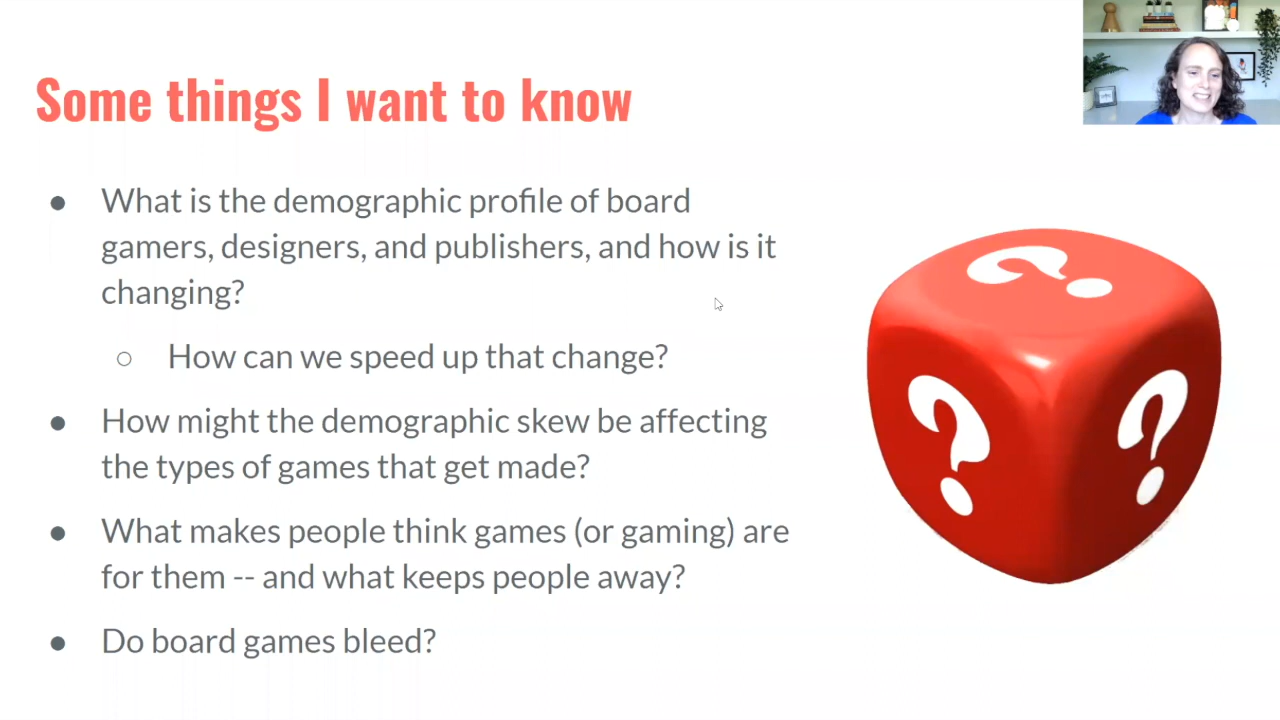 Some things I want to know
● What is the demographic profile of board
gamers, designers, and publishers, and how is it
changing?
○ How can we speed up that change?
● How might the demographic skew be affecting
the types of games that get made?
● What makes people think games (or gaming) are
for them -- and what keeps people away?
● Do board games bleed?
? ? ?